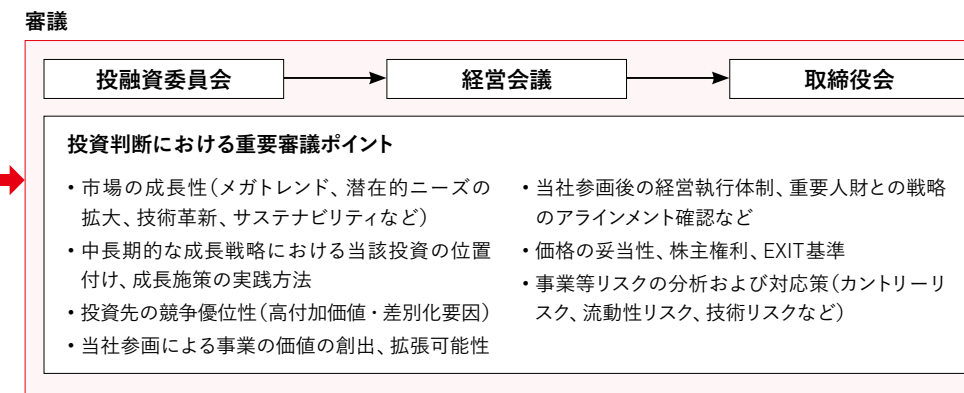 審議
投融資委員会
経営会議
取締役会
投資判断における重要審議ポイント
・市場の成長性(メガトレンド、潜在的ニーズの
拡大、技術革新、サステナビリティなど)
・中長期的な成長戦略における当該投資の位置
付け、成長施策の実践方法
・投資先の競争優位性(高付加価値・差別化要因)
・当社参画による事業の価値の創出、拡張可能性
・当社参画後の経営執行体制、重要人財との戦略
のアラインメント確認など
・価格の妥当性、株主権利、EXIT基準
・事業等リスクの分析および対応策(カントリーリ
スク、流動性リスク、技術リスクなど)